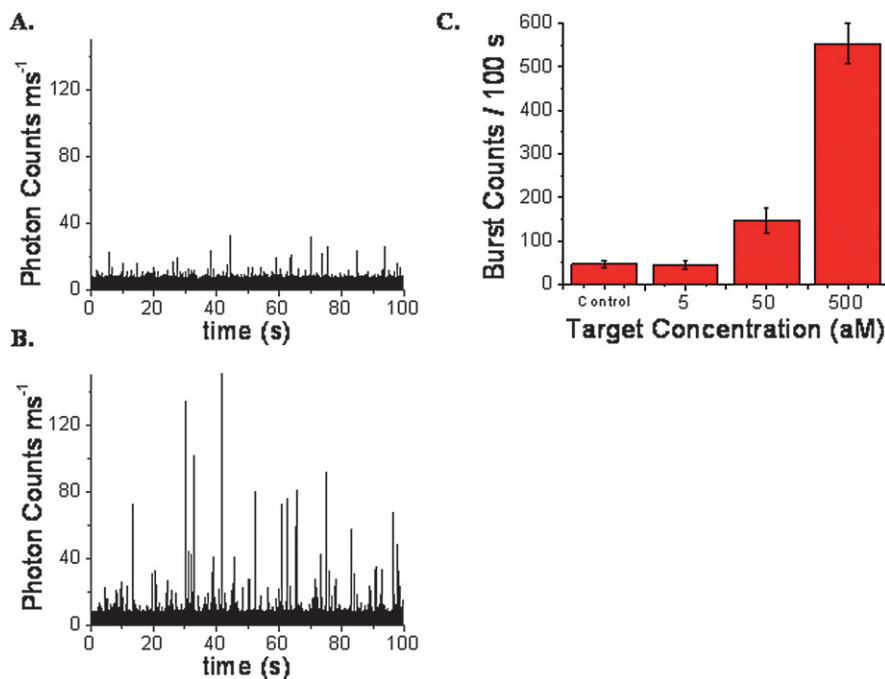 A.
Photon Counts ms⁻¹
120
80
40
0
0 20 40 60 80 100
time (s)
B.
Photon Counts ms⁻¹
120
80
40
0
0 20 40 60 80 100
time (s)
C.
Burst Counts / 100 s
600
500
400
300
200
100
0
Control 5 50 500
Target Concentration (aM)